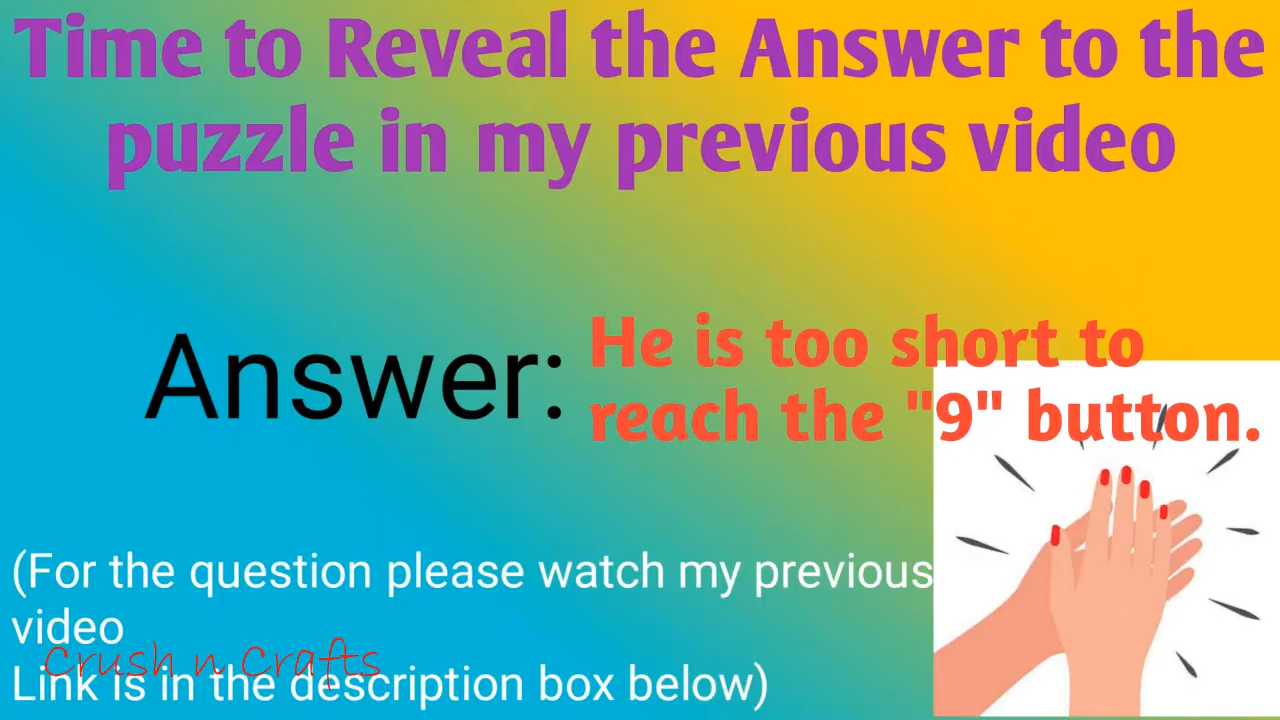 Time to Reveal the Answer to the
puzzle in my previous video
Answer:
He is too short to
reach the "9" button.
(For the question please watch my previous
video
Crush n Crafts
Link is in the description box below)